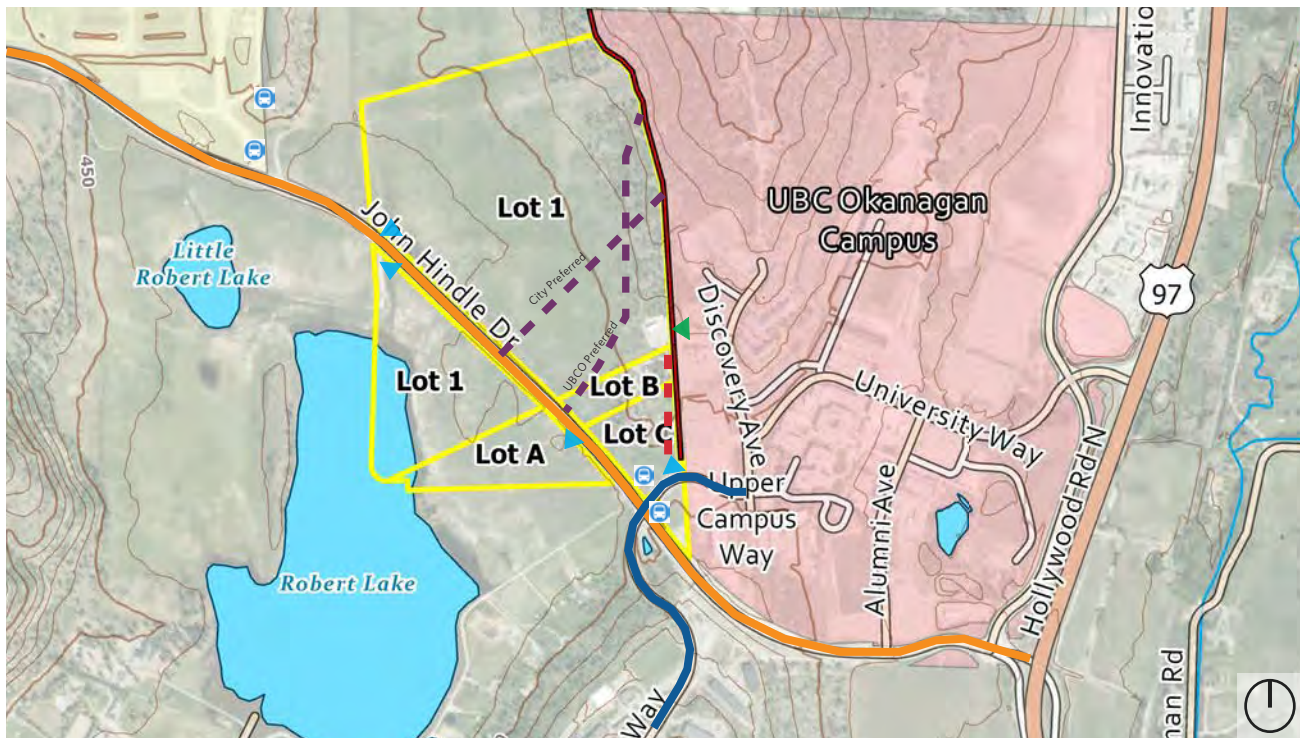 Innovatio
450
Lot 1
John Hindle Dr
Little
Robert Lake
UBC Okanagan
Campus
97
City Preferred
UBCO Preferred
Discovery Ave
Lot 1
Lot B
Lot C
Lot A
University Way
Upper
Campus
Way
Alumni Ave
Hollywood Rd N
Robert Lake
Way
man Rd